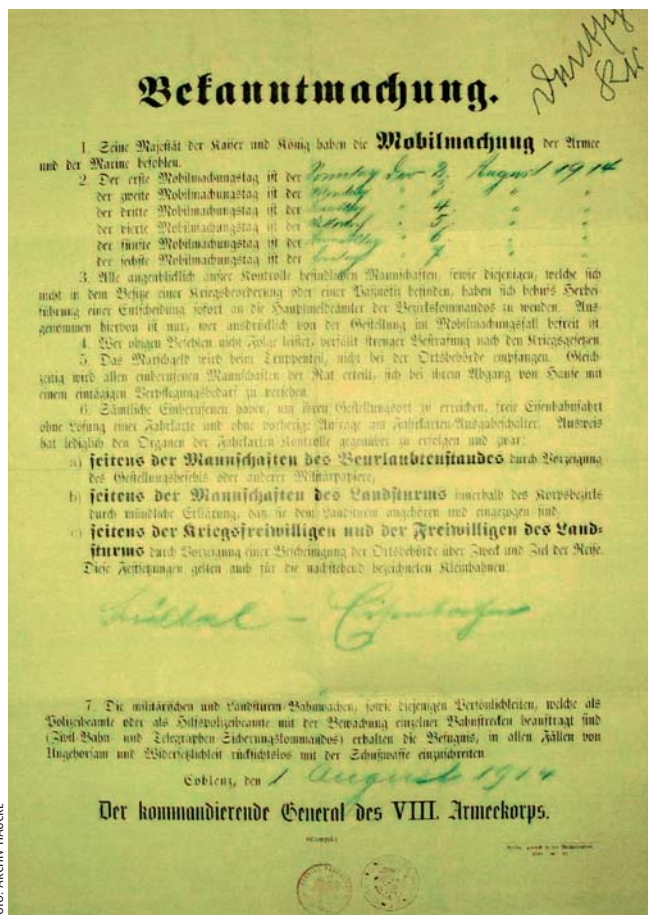 Bekanntmachung.
1. Seine Majestät der Kaiser und König haben die Mobilmachung der Armee
und der Marine befohlen.
2. Der erste Mobilmachungstag ist der Sonntag der 2. August 1914
der zweite Mobilmachungstag ist der " 3. " "
der dritte Mobilmachungstag ist der " 4. " "
der vierte Mobilmachungstag ist der " 5. " "
der fünfte Mobilmachungstag ist der " 6. " "
der sechste Mobilmachungstag ist der " 7. " "
3. Alle augenblicklich außer Kontrolle befindlichen Mannschaften, sowie diejenigen, welche sich
nicht in dem Besitze einer Kriegsbeorderung oder einer Paßnotiz befinden, haben sich behufs Herbei-
führung einer Entscheidung sofort an die Hauptmeldeämter der Bezirkskommandos zu wenden. Aus-
genommen hiervon ist nur, wer ausdrücklich von der Gestellung im Mobilmachungsfall befreit ist
4. Wer obigen Befehlen nicht Folge leistet, verfällt strenger Bestrafung nach den Kriegsgesetzen.
5. Das Marschgeld wird beim Truppenteil, nicht bei der Ortsbehörde empfangen. Gleich-
zeitig wird allen einberufenen Mannschaften der Rat erteilt, sich bei ihrem Abgang von Hause mit
einem eintägigen Verpflegungsbedarf zu versehen.
6. Sämtliche Einberufenen haben, um ihren Gestellungsort zu erreichen, freie Eisenbahnfahrt
ohne Lösung einer Fahrkarte und ohne vorherige Anfrage am Fahrkarten-Ausgabeschalter. Ausweis
hat lediglich den Organen der Fahrkarten-Kontrolle gegenüber zu erfolgen und zwar:
a) seitens der Mannschaften des Beurlaubtenstandes durch Vorzeigung
des Gestellungsbefehls oder anderer Militärpapiere,
b) seitens der Mannschaften des Landsturms innerhalb des Korpsbezirks
durch mündliche Erklärung, daß sie dem Landsturm angehören und eingezogen sind,
c) seitens der Kriegsfreiwilligen und der Freiwilligen des Land-
sturms durch Vorzeigung einer Bescheinigung der Ortsbehörde über Zweck und Ziel der Reise.
Diese Festsetzungen gelten auch für die nachstehend bezeichneten Kleinbahnen:
7. Die militärischen und Landsturm-Bahnwachen, sowie diejenigen Persönlichkeiten, welche als
Polizeibeamte oder als Hilfspolizeibeamte mit der Bewachung einzelner Bahnstrecken beauftragt sind
(Zivil-Bahn- und Telegraphen-Sicherungskommandos) erhalten die Befugnis, in allen Fällen von
Ungehorsam und Widersetzlichkeit rücksichtslos mit der Schußwaffe einzuschreiten.
Coblenz, den 1 August 1914
Der kommandierende General des VIII. Armeekorps.
ARCHIV HAUCKE